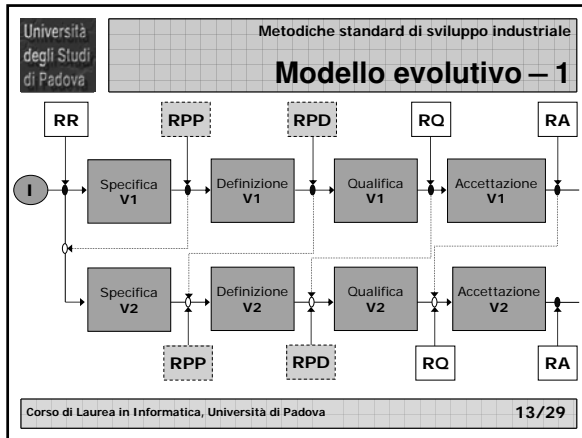 Università
degli Studi
di Padova
Metodiche standard di sviluppo industriale
Modello evolutivo – 1
RR
RPP
RPD
RQ
RA
I
Specifica
V1
Definizione
V1
Qualifica
V1
Accettazione
V1
Specifica
V2
Definizione
V2
Qualifica
V2
Accettazione
V2
RPP
RPD
RQ
RA
Corso di Laurea in Informatica, Università di Padova
13/29